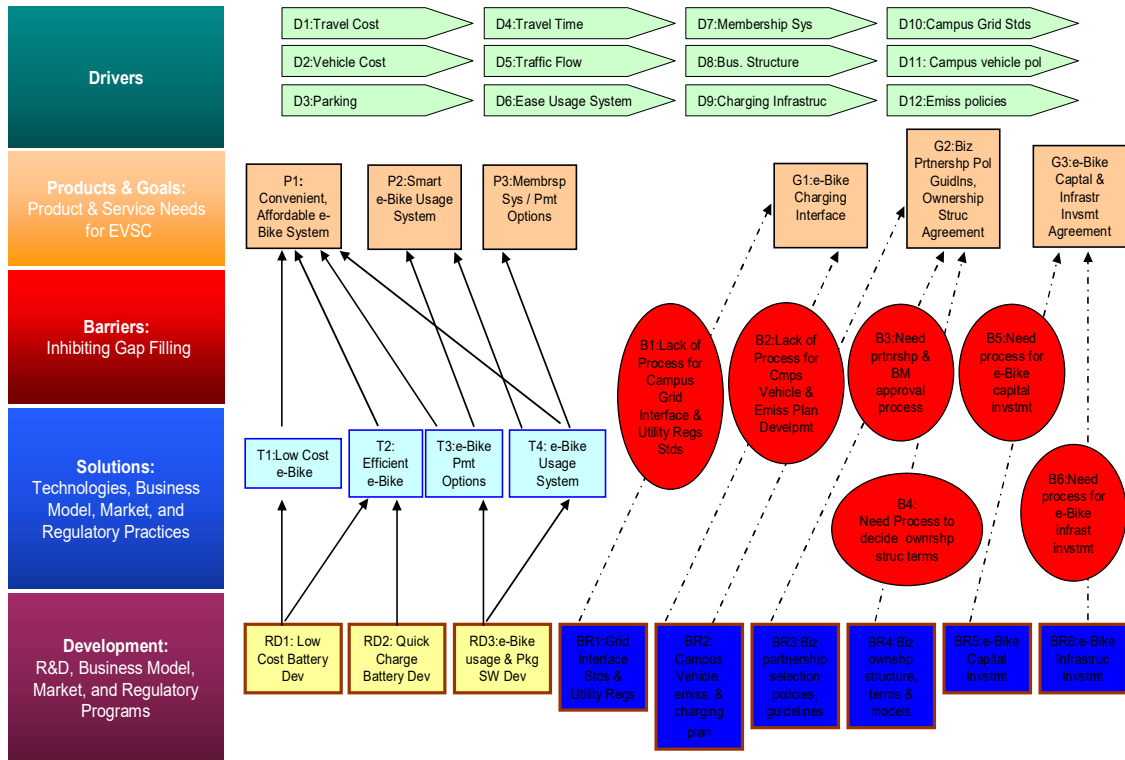 Drivers
D1:Travel Cost
D4:Travel Time
D7:Membership Sys
D10:Campus Grid Stds
D2:Vehicle Cost
D5:Traffic Flow
D8:Bus. Structure
D11: Campus vehicle pol
D3:Parking
D6:Ease Usage System
D9:Charging Infrastruc
D12:Emiss policies
Products & Goals:
Product & Service Needs
for EVSC
P1:
Convenient,
Affordable e-
Bike System
P2:Smart
e-Bike Usage
System
P3:Membrsp
Sys / Pmt
Options
G1:e-Bike
Charging
Interface
G2:Biz
Prtnershp Pol
Guidlns,
Ownership
Struc
Agreement
G3:e-Bike
Captal &
Infrastr
Invsmt
Agreement
Barriers:
Inhibiting Gap Filling
B1:Lack of
Process for
Campus
Grid
Interface &
Utility Regs
Stds
B2:Lack of
Process for
Cmps
Vehicle &
Emiss Plan
Develpmt
B3:Need
prtnrshp &
BM
approval
process
B5:Need
process for
e-Bike
capital
invstmt
B4:
Need Process to
decide ownrshp
struc terms
B6:Need
process for
e-Bike
infrast
invstmt
Solutions:
Technologies, Business
Model, Market, and
Regulatory Practices
T1:Low Cost
e-Bike
T2:
Efficient
e-Bike
T3:e-Bike
Pmt
Options
T4: e-Bike
Usage
System
Development:
R&D, Business Model,
Market, and Regulatory
Programs
RD1: Low
Cost Battery
Dev
RD2: Quick
Charge
Battery Dev
RD3:e-Bike
usage & Pkg
SW Dev
BR1:Grid
Interface
Stds &
Utility Regs
BR2:
Campus
Vehicle,
emiss, &
charging
plan
BR3:Biz
partnership
selection
policies,
guidelines
BR4:Biz
ownshp
structure,
terms &
models
BR5:e-Bike
Capital
Invstmt
BR6:e-Bike
Infrastruc
Invstmt